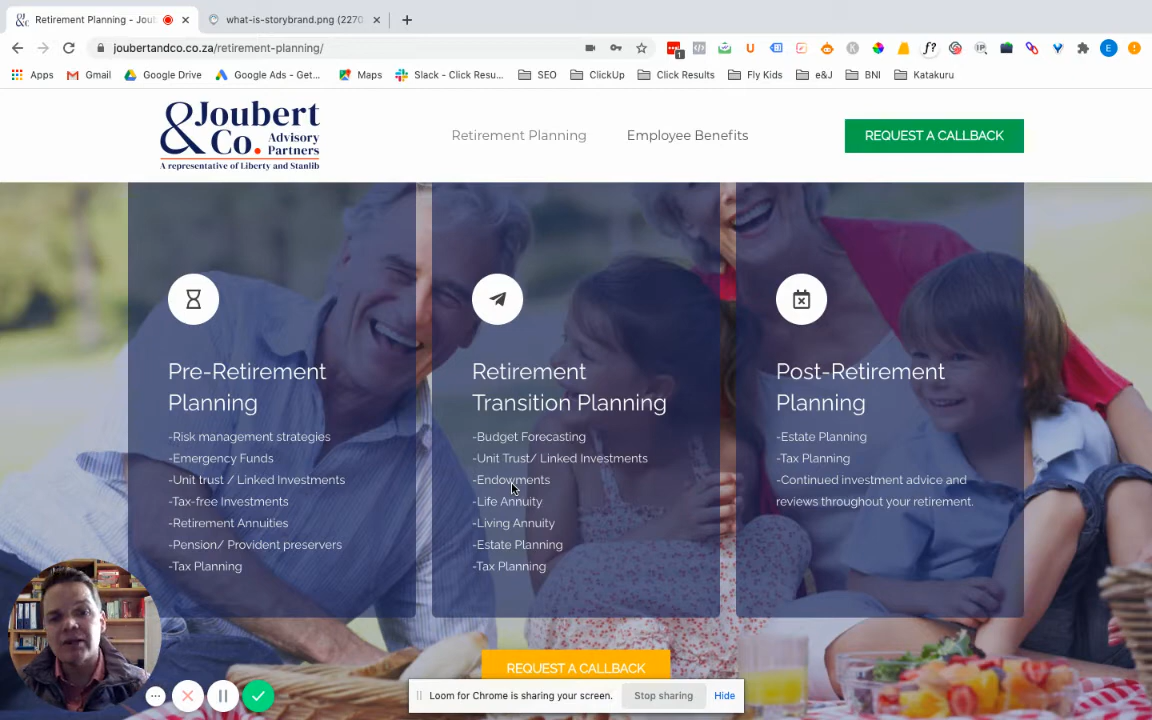 Retirement Planning - Jou
what-is-storybrand.png (2270
joubertandco.co.za/retirement-planning/
1
f?
IP
E
Apps
Gmail
Google Drive
Google Ads - Get...
Maps
Slack - Click Resu...
SEO
ClickUp
Click Results
Fly Kids
e&J
BNI
Katakuru
&Joubert
Co. Advisory
Partners
A representative of Liberty and Stanlib
Retirement Planning
Employee Benefits
REQUEST A CALLBACK
Pre-Retirement
Planning
-Risk management strategies
-Emergency Funds
-Unit trust / Linked Investments
-Tax-free Investments
-Retirement Annuities
-Pension/ Provident preservers
-Tax Planning
Retirement
Transition Planning
-Budget Forecasting
-Unit Trust/ Linked Investments
-Endowments
-Life Annuity
-Living Annuity
-Estate Planning
-Tax Planning
Post-Retirement
Planning
-Estate Planning
-Tax Planning
-Continued investment advice and
reviews throughout your retirement.
REQUEST A CALLBACK
Loom for Chrome is sharing your screen.
Stop sharing
Hide